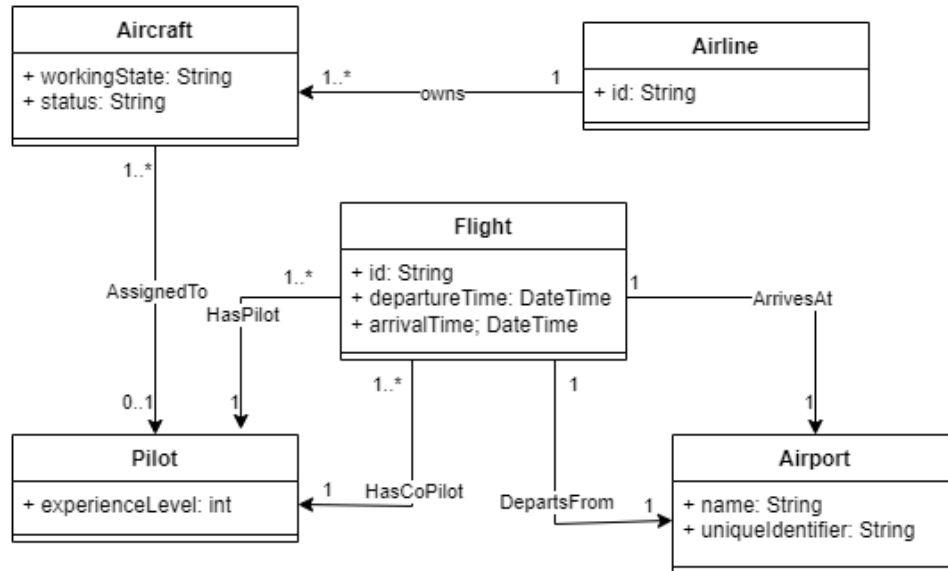 Aircraft
+ workingState: String
+ status: String
Airline
+ id: String
1..*
owns
1
1..*
AssignedTo
0..1
Flight
+ id: String
+ departureTime: DateTime
+ arrivalTime; DateTime
1..*
HasPilot
1
1
ArrivesAt
1
1..*
HasCoPilot
1
1
DepartsFrom
1
Pilot
+ experienceLevel: int
Airport
+ name: String
+ uniqueIdentifier: String